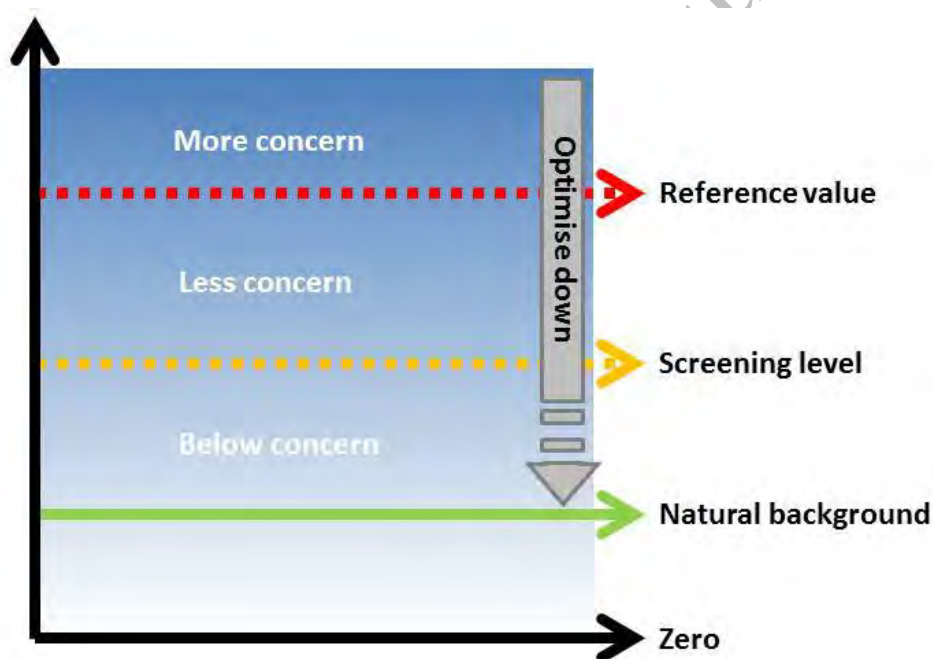 More concern
Reference value
Less concern
Optimise down
Screening level
Below concern
Natural background
Zero